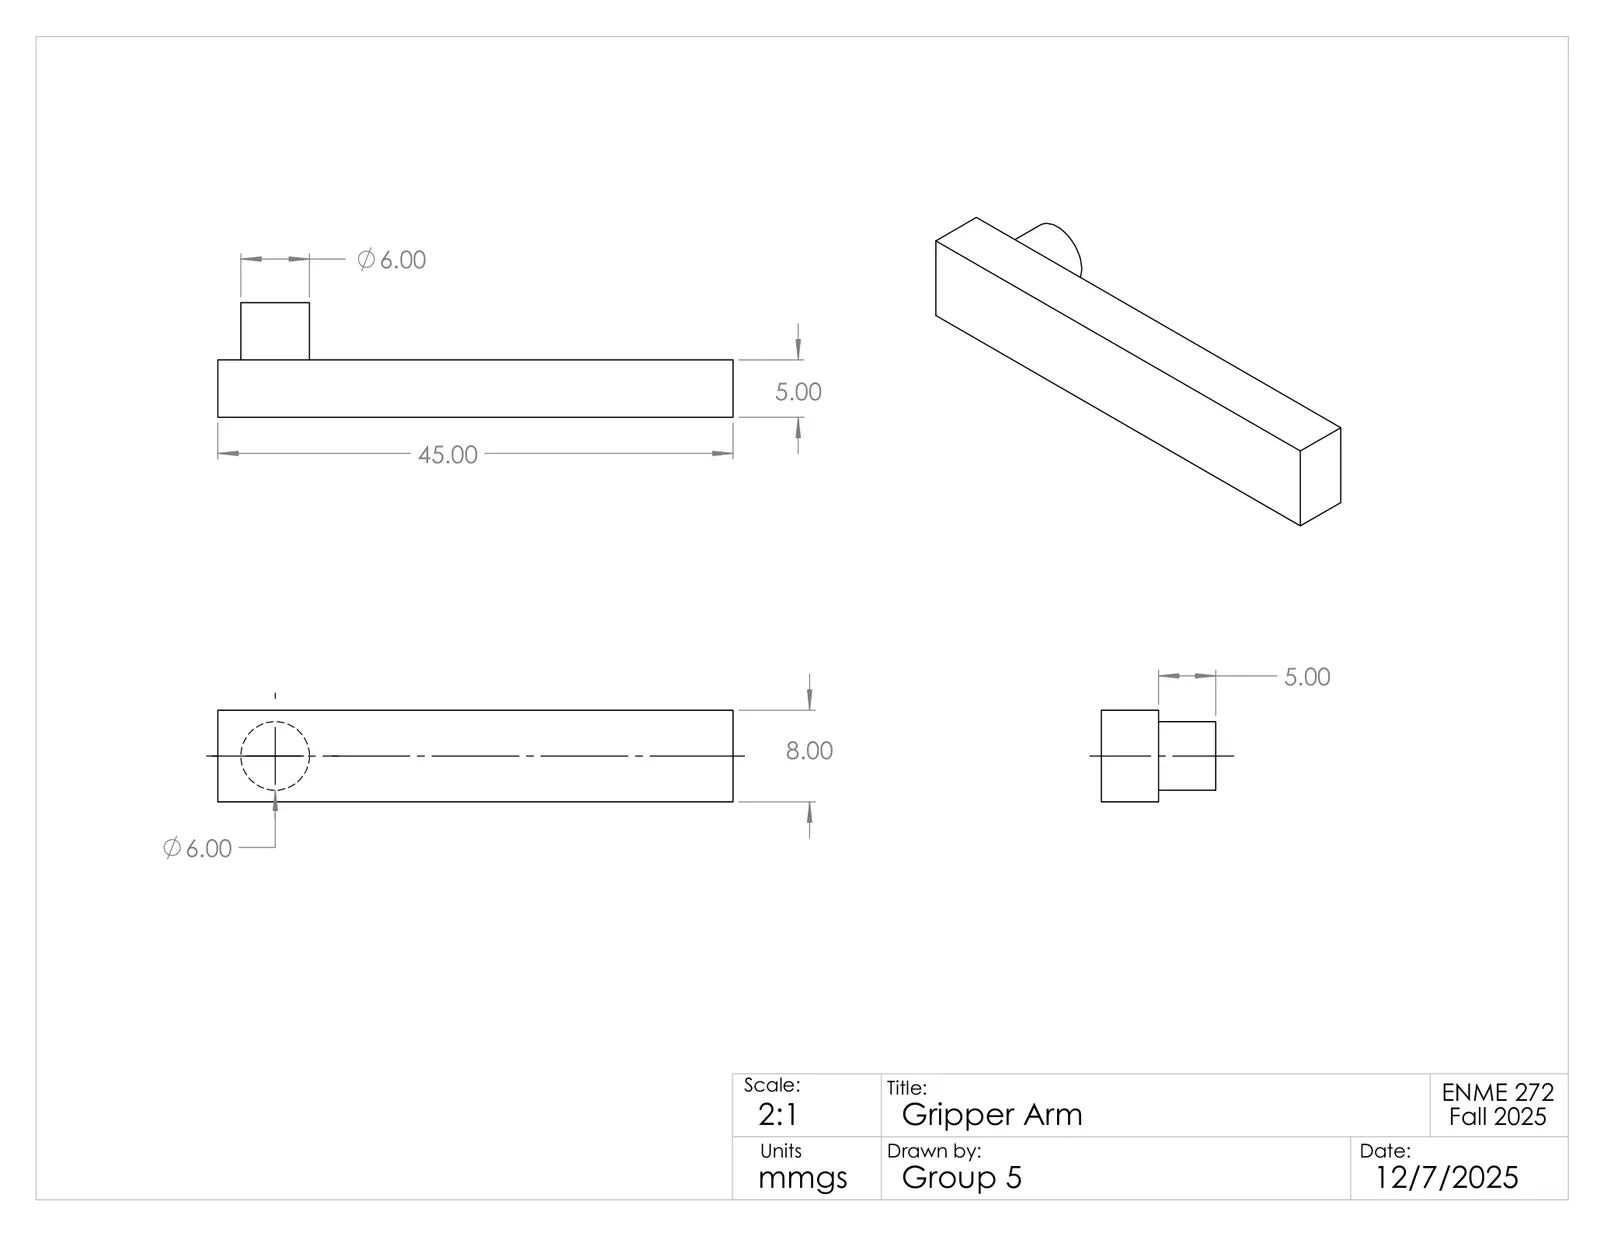 ⌀6.00
5.00
45.00
5.00
8.00
⌀6.00
Scale:
2:1
Title:
Gripper Arm
ENME 272
Fall 2025
Units
mmgs
Drawn by:
Group 5
Date:
12/7/2025